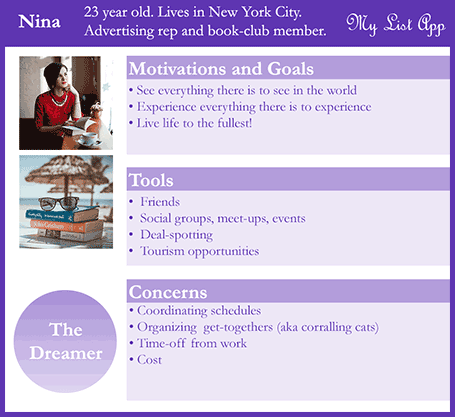 Nina
23 year old. Lives in New York City.
Advertising rep and book-club member.
My List App
Motivations and Goals
• See everything there is to see in the world
• Experience everything there is to experience
• Live life to the fullest!
Tools
• Friends
• Social groups, meet-ups, events
• Deal-spotting
• Tourism opportunities
The
Dreamer
Concerns
• Coordinating schedules
• Organizing get-togethers (aka corralling cats)
• Time-off from work
• Cost